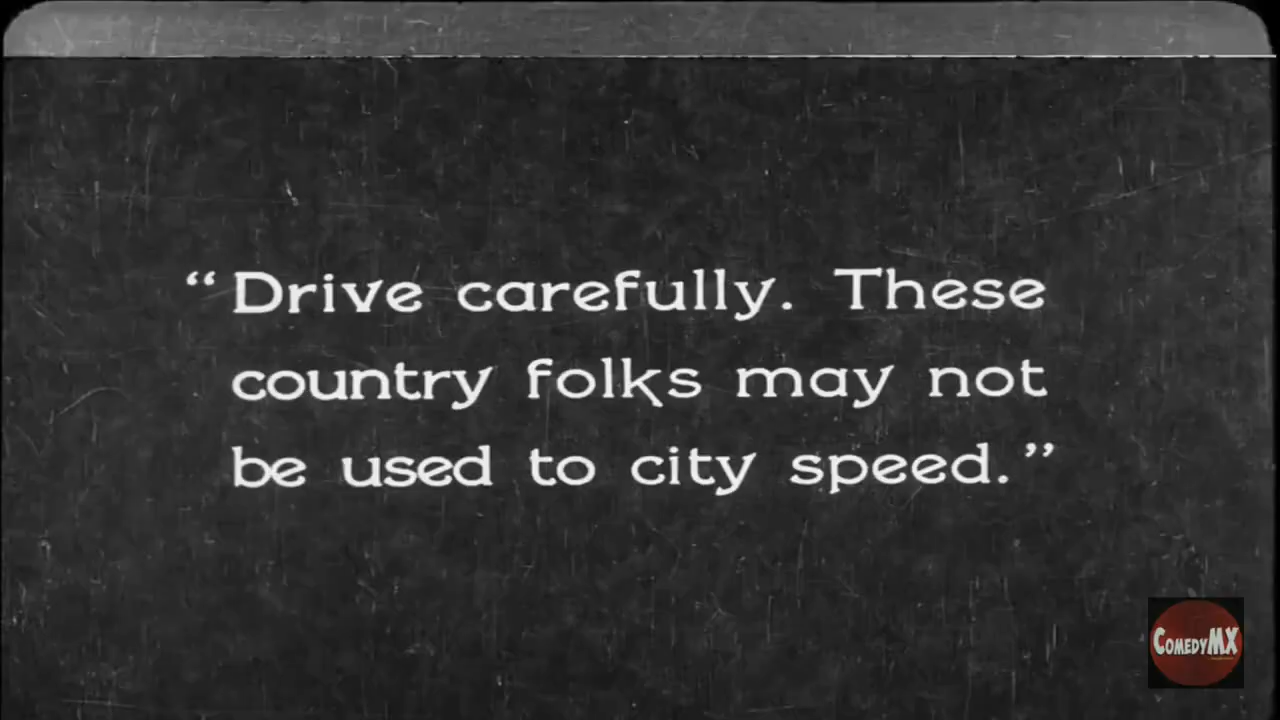 “Drive carefully. These
country folks may not
be used to city speed.”
COMEDYMX